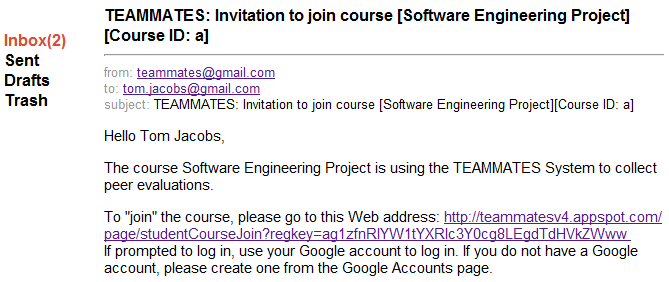 TEAMMATES: Invitation to join course [Software Engineering Project]
[Course ID: a]
Inbox(2)
Sent
Drafts
Trash
from: teammates@gmail.com
to: tom.jacobs@gmail.com
subject: TEAMMATES: Invitation to join course [Software Engineering Project][Course ID: a]
Hello Tom Jacobs,
The course Software Engineering Project is using the TEAMMATES System to collect
peer evaluations.
To "join" the course, please go to this Web address: http://teammatesv4.appspot.com/
page/studentCourseJoin?regkey=ag1zfnRlYW1tYXRlc3Y0cg8LEgdTdHVkZWww
If prompted to log in, use your Google account to log in. If you do not have a Google
account, please create one from the Google Accounts page.